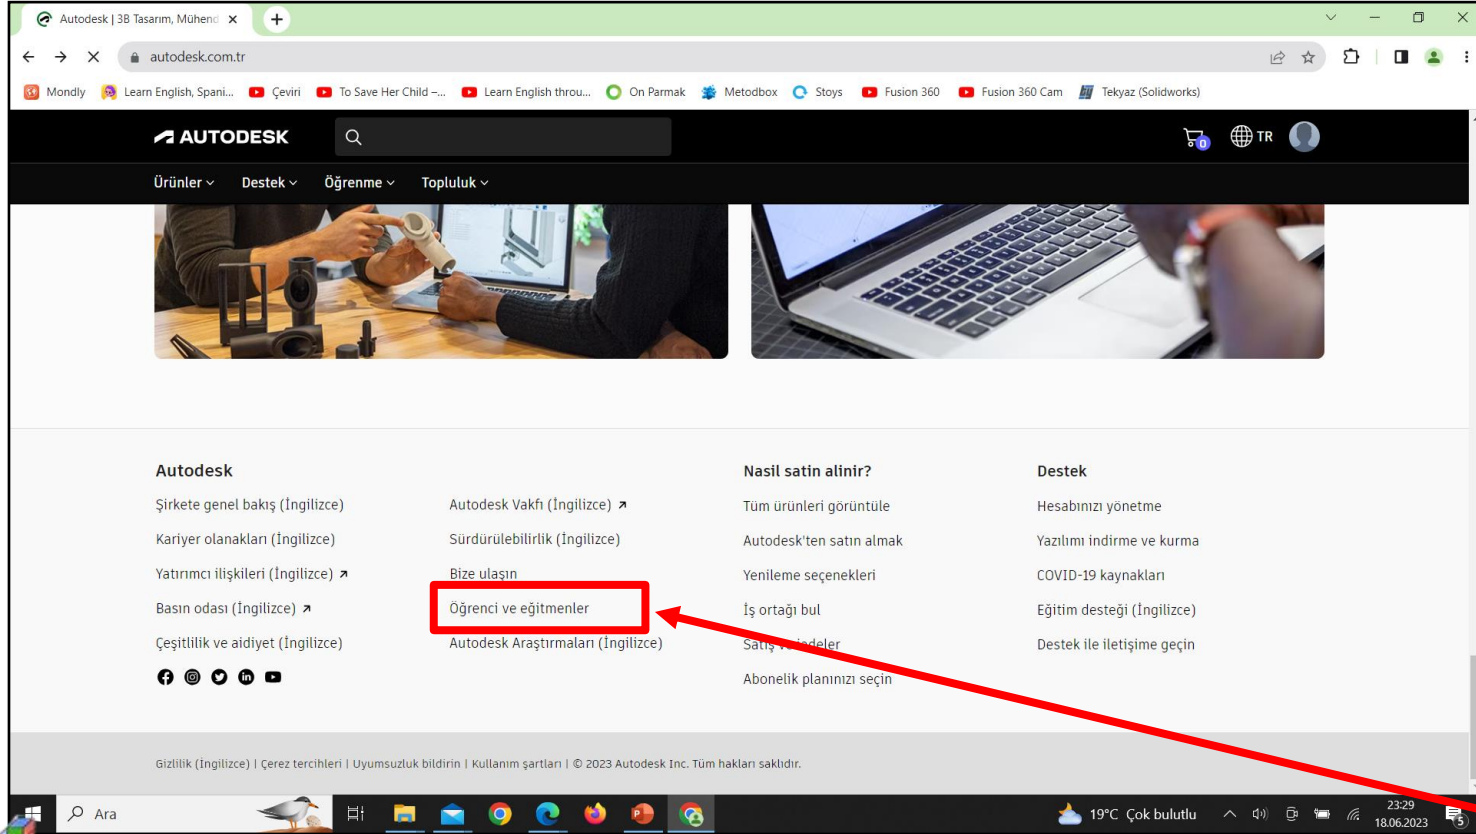 Autodesk | 3B Tasarım, Mühend
autodesk.com.tr
Mondly Learn English, Spani... Çeviri To Save Her Child –... Learn English throu... On Parmak Metodbox Stoys Fusion 360 Fusion 360 Cam Tekyaz (Solidworks)
AUTODESK
0 TR
Ürünler Destek Öğrenme Topluluk
Autodesk
Şirkete genel bakış (İngilizce)
Kariyer olanakları (İngilizce)
Yatırımcı ilişkileri (İngilizce)
Basın odası (İngilizce)
Çeşitlilik ve aidiyet (İngilizce)
Autodesk Vakfı (İngilizce)
Sürdürülebilirlik (İngilizce)
Bize ulaşın
Öğrenci ve eğitmenler
Autodesk Araştırmaları (İngilizce)
Nasil satin alinir?
Tüm ürünleri görüntüle
Autodesk'ten satın almak
Yenileme seçenekleri
İş ortağı bul
Satış
Abonelik planınızı seçin
Destek
Hesabınızı yönetme
Yazılımı indirme ve kurma
COVID-19 kaynakları
Eğitim desteği (İngilizce)
Destek ile iletişime geçin
Gizlilik (İngilizce) | Çerez tercihleri | Uyumsuzluk bildirin | Kullanım şartları | © 2023 Autodesk Inc. Tüm hakları saklıdır.
Ara
19°C Çok bulutlu
23:29
18.06.2023
5